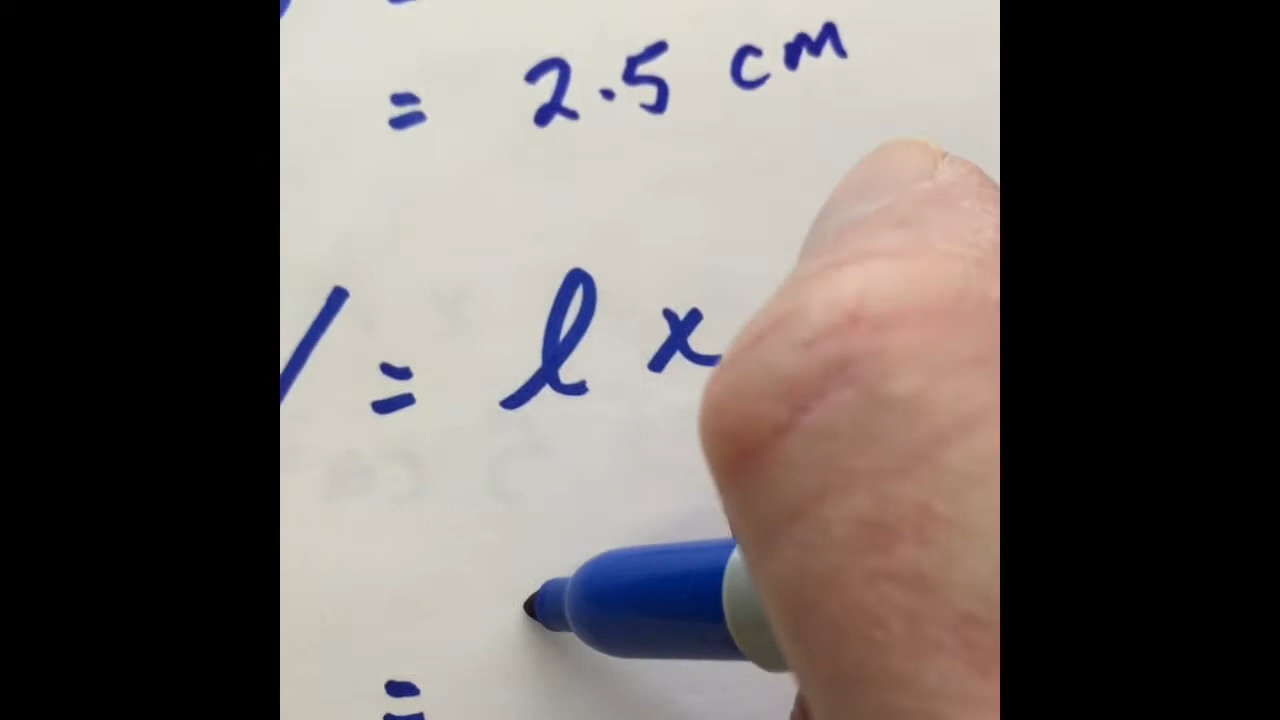 = 2.5 cm
= l x
=